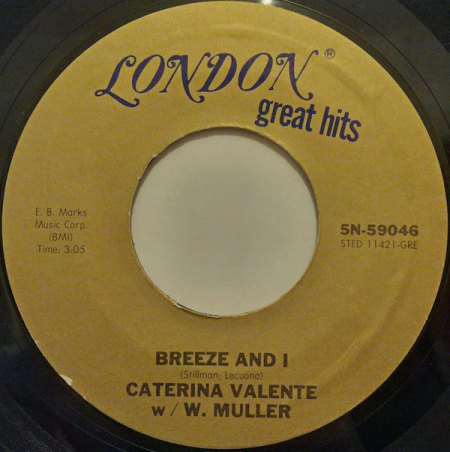 LONDON®
great hits
E. B. Marks
Music Corp.
(BMI)
Time: 3:05
5N-59046
STED 11421-GRE
BREEZE AND I
(Stillman; Lecuona)
CATERINA VALENTE
w/W. MULLER